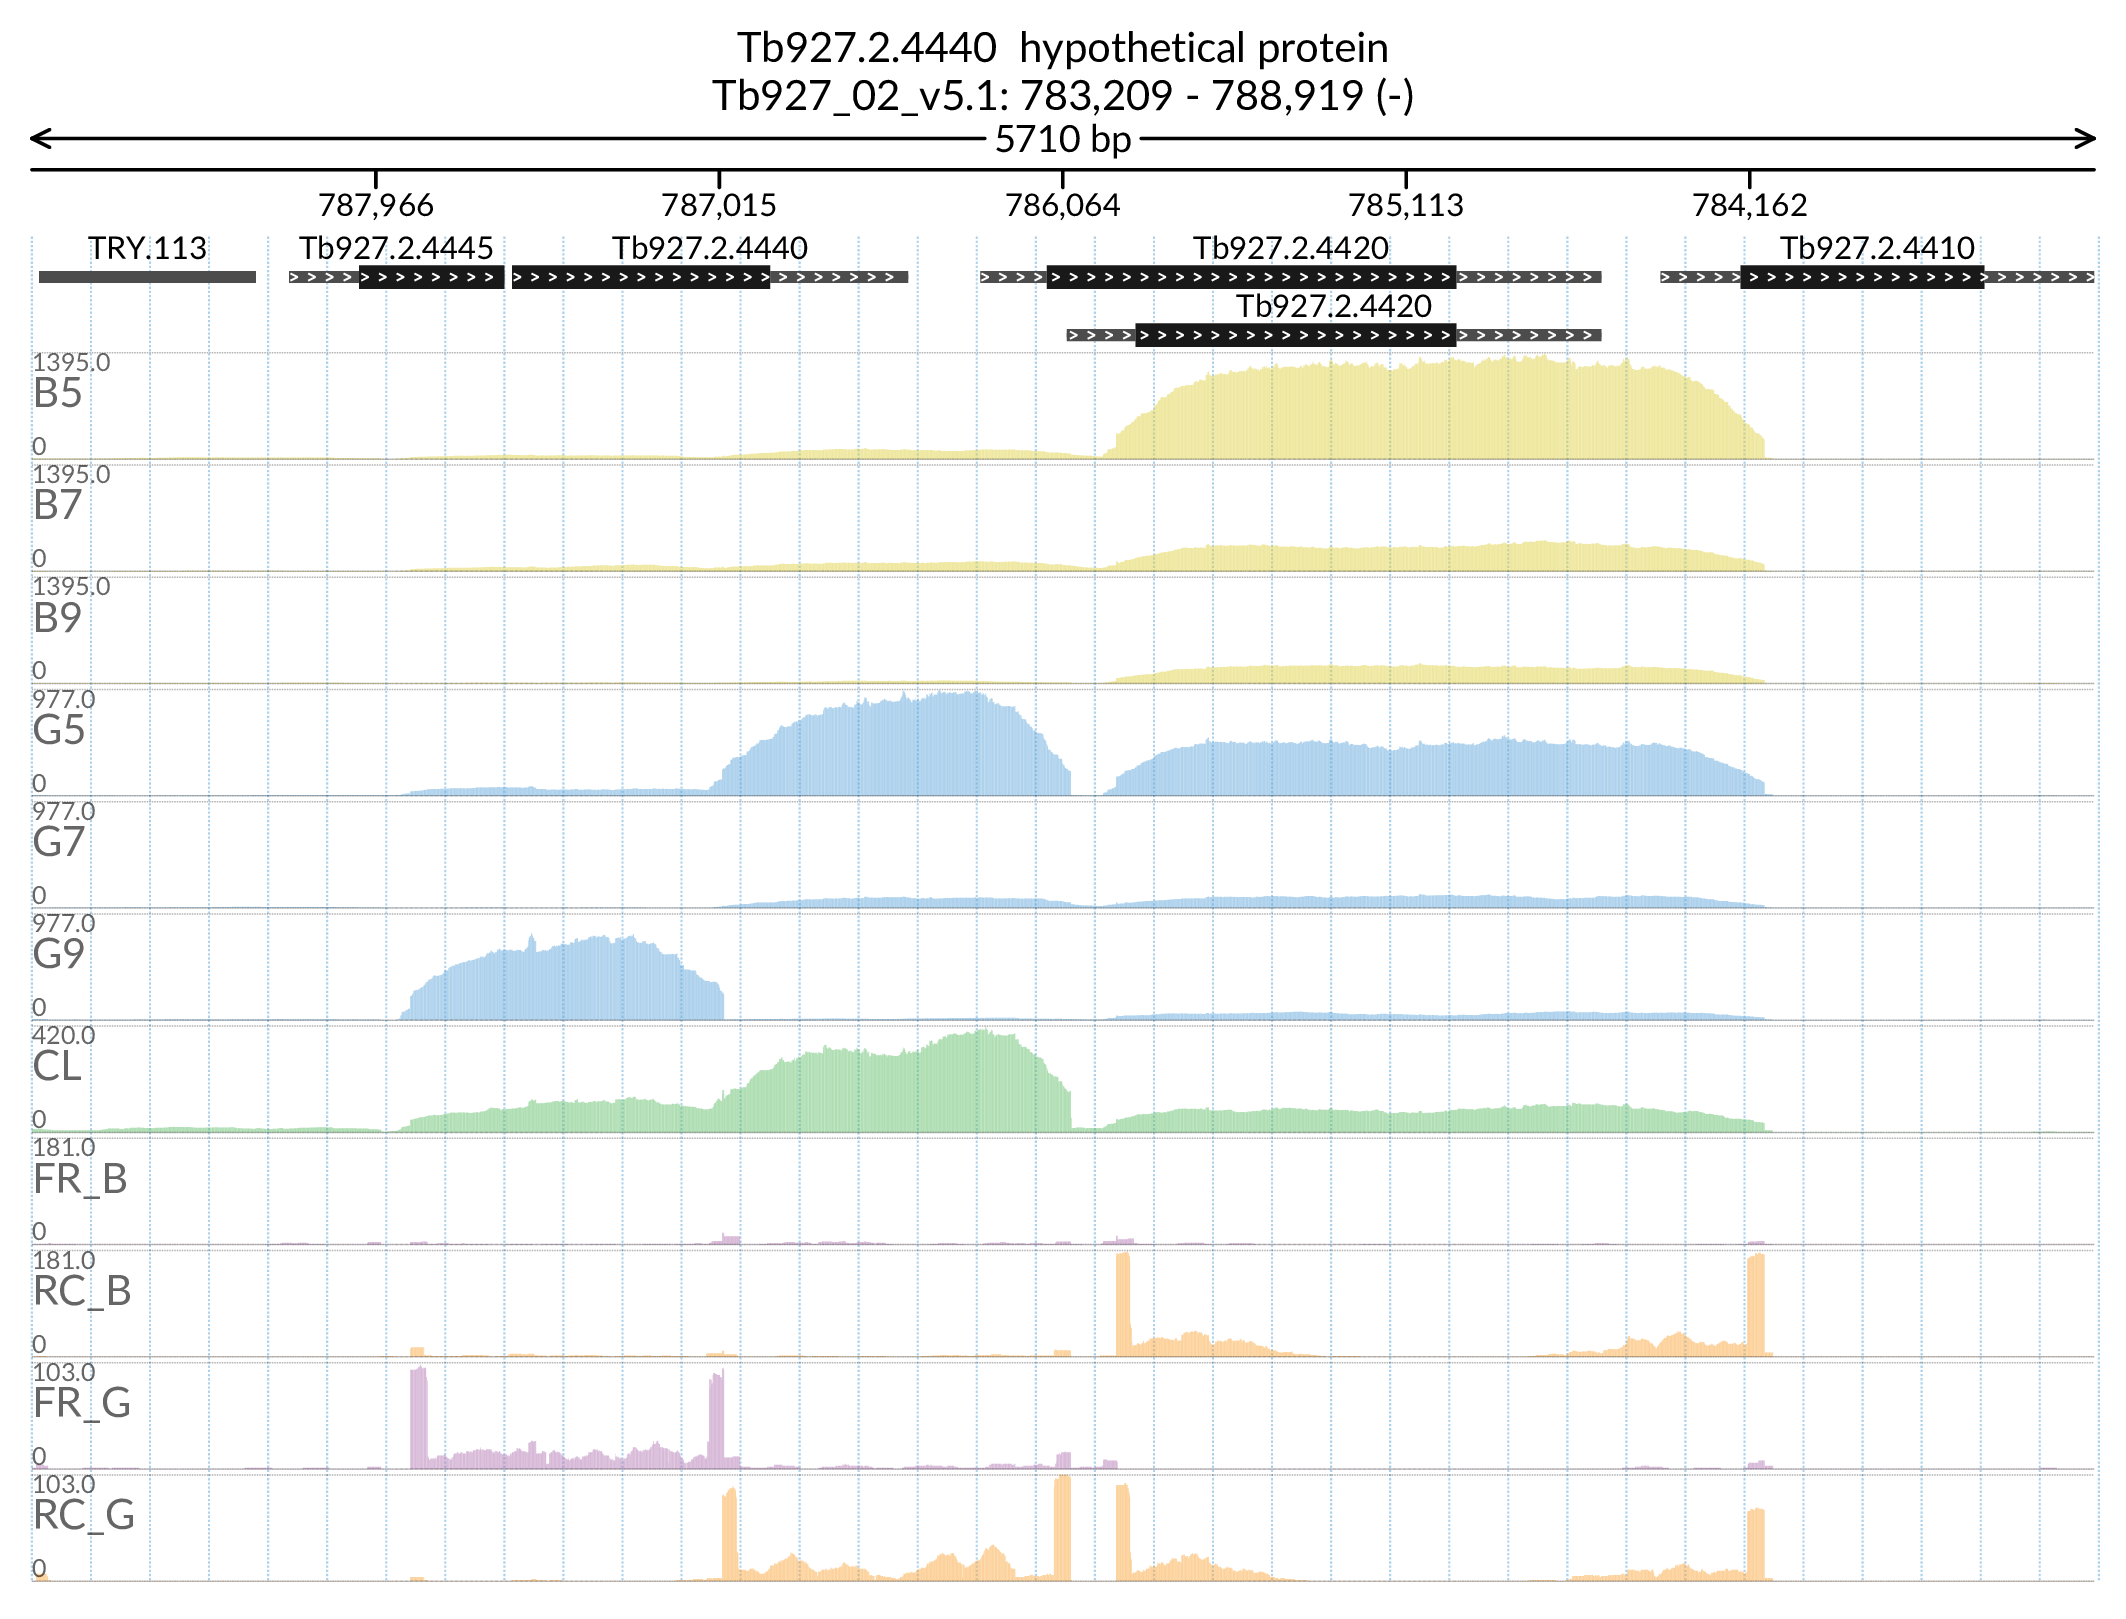 Tb927.2.4440  hypothetical protein
Tb927_02_v5.1: 783,209 - 788,919 (-)
5710 bp
787,966 787,015 786,064 785,113 784,162
TRY.113 Tb927.2.4445 Tb927.2.4440 Tb927.2.4420 Tb927.2.4410
Tb927.2.4420
1395.0
B5
0
1395.0
B7
0
1395.0
B9
0
977.0
G5
0
977.0
G7
0
977.0
G9
0
420.0
CL
0
181.0
FR_B
0
181.0
RC_B
0
103.0
FR_G
0
103.0
RC_G
0